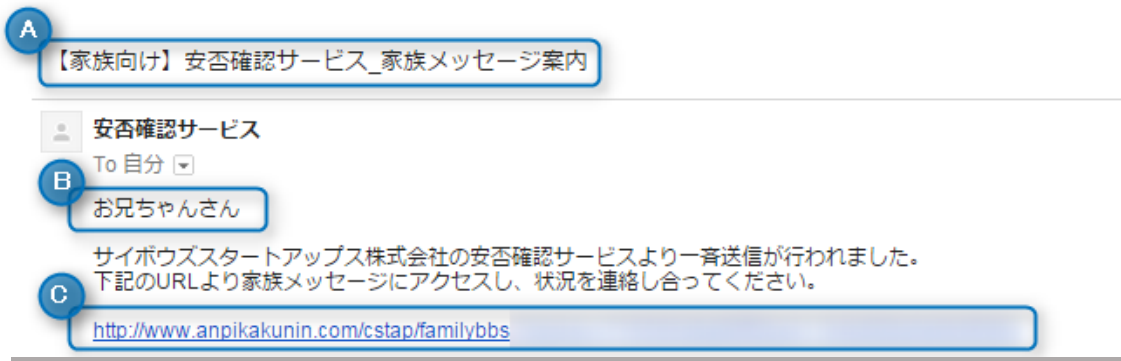 A
【家族向け】安否確認サービス_家族メッセージ案内
安否確認サービス
To 自分
B
お兄ちゃんさん
サイボウズスタートアップス株式会社の安否確認サービスより一斉送信が行われました。
下記のURLより家族メッセージにアクセスし、状況を連絡し合ってください。
C
http://www.anpikakunin.com/cstap/familybbs